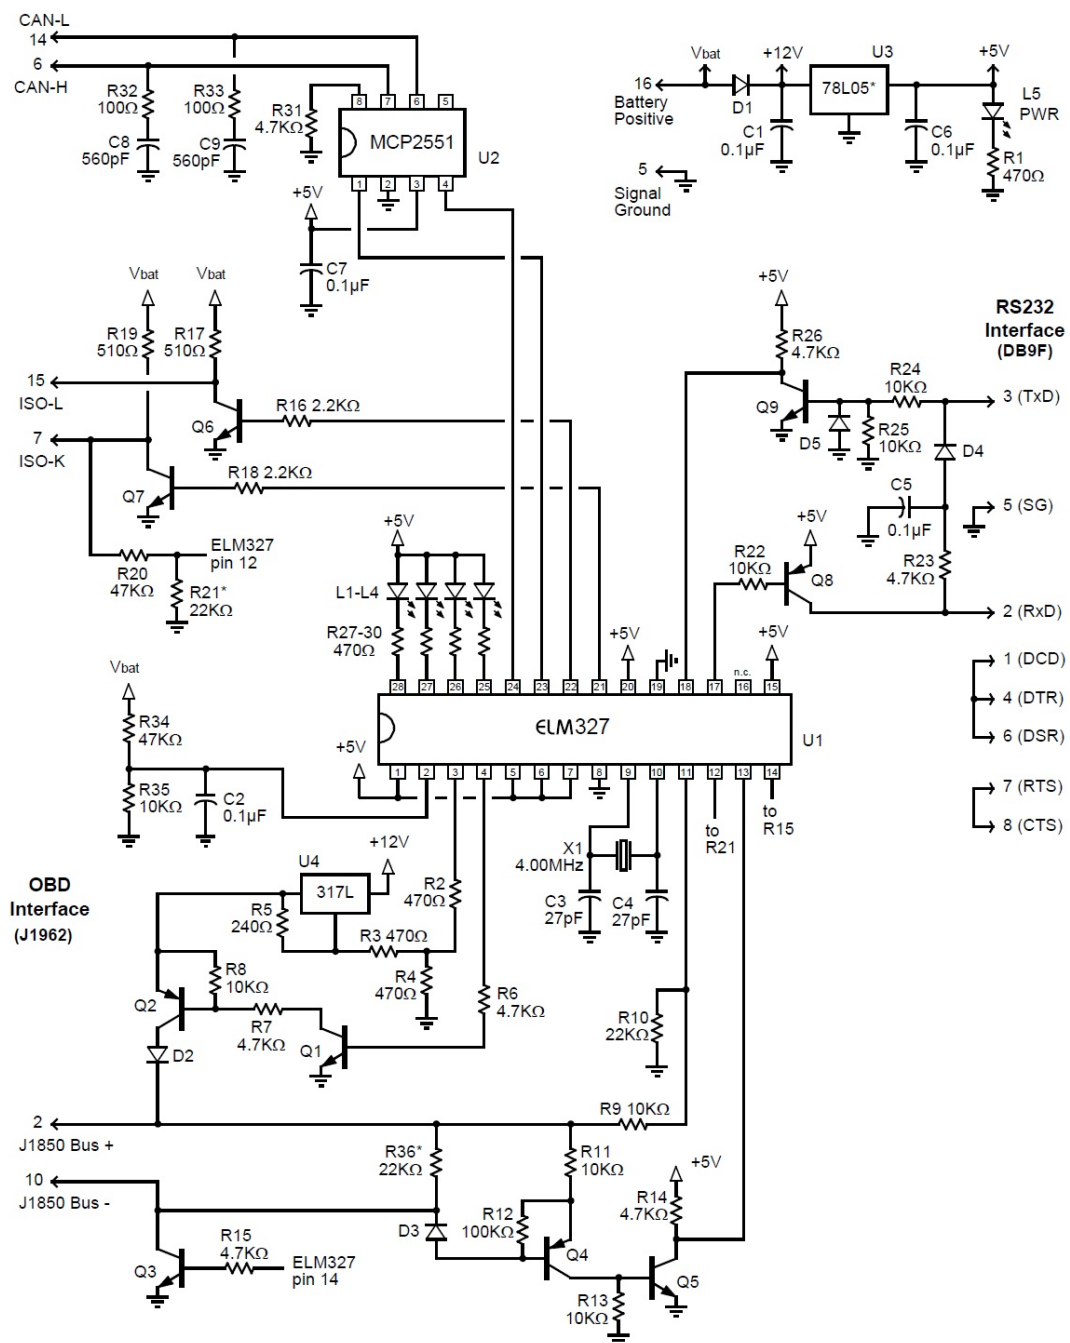 CAN-L
14
6
CAN-H
R32
100Ω
R33
100Ω
C8
560pF
C9
560pF
R31
4.7KΩ
8
7
6
5
MCP2551
U2
1
2
3
4
+5V
C7
0.1µF
Vbat
+12V
U3
+5V
16
Battery
Positive
D1
78L05*
C1
0.1µF
C6
0.1µF
L5
PWR
R1
470Ω
5
Signal
Ground
Vbat
Vbat
R19
510Ω
R17
510Ω
15
ISO-L
7
ISO-K
Q6
R16 2.2KΩ
Q7
R18 2.2KΩ
R20
47KΩ
ELM327
pin 12
R21*
22KΩ
+5V
R26
4.7KΩ
RS232
Interface
(DB9F)
R24
10KΩ
3 (TxD)
Q9
D5
R25
10KΩ
D4
C5
0.1µF
5 (SG)
+5V
R22
10KΩ
Q8
R23
4.7KΩ
2 (RxD)
1 (DCD)
4 (DTR)
6 (DSR)
7 (RTS)
8 (CTS)
+5V
L1-L4
R27-30
470Ω
+5V
+5V
n.c.
28
27
26
25
24
23
22
21
20
19
18
17
16
15
ELM327
U1
1
2
3
4
5
6
7
8
9
10
11
12
13
14
+5V
to
R21
to
R15
Vbat
R34
47KΩ
R35
10KΩ
C2
0.1µF
X1
4.00MHz
C3
27pF
C4
27pF
OBD
Interface
(J1962)
U4
317L
+12V
R5
240Ω
R2
470Ω
R3 470Ω
R4
470Ω
R8
10KΩ
Q2
R7
4.7KΩ
Q1
R6
4.7KΩ
D2
R10
22KΩ
2
J1850 Bus +
R9 10KΩ
R36*
22KΩ
R11
10KΩ
10
J1850 Bus -
+5V
R14
4.7KΩ
D3
R12
100KΩ
Q4
Q3
R15
4.7KΩ
ELM327
pin 14
R13
10KΩ
Q5